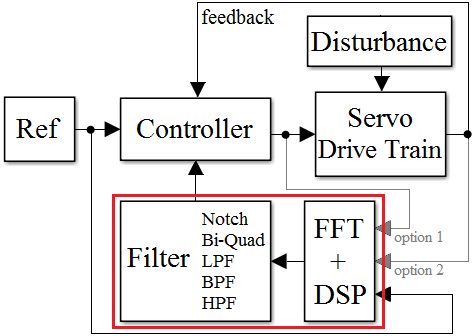 feedback
Disturbance
Ref
Controller
Servo
Drive Train
Filter
Notch
Bi-Quad
LPF
BPF
HPF
FFT
+
DSP
option 1
option 2